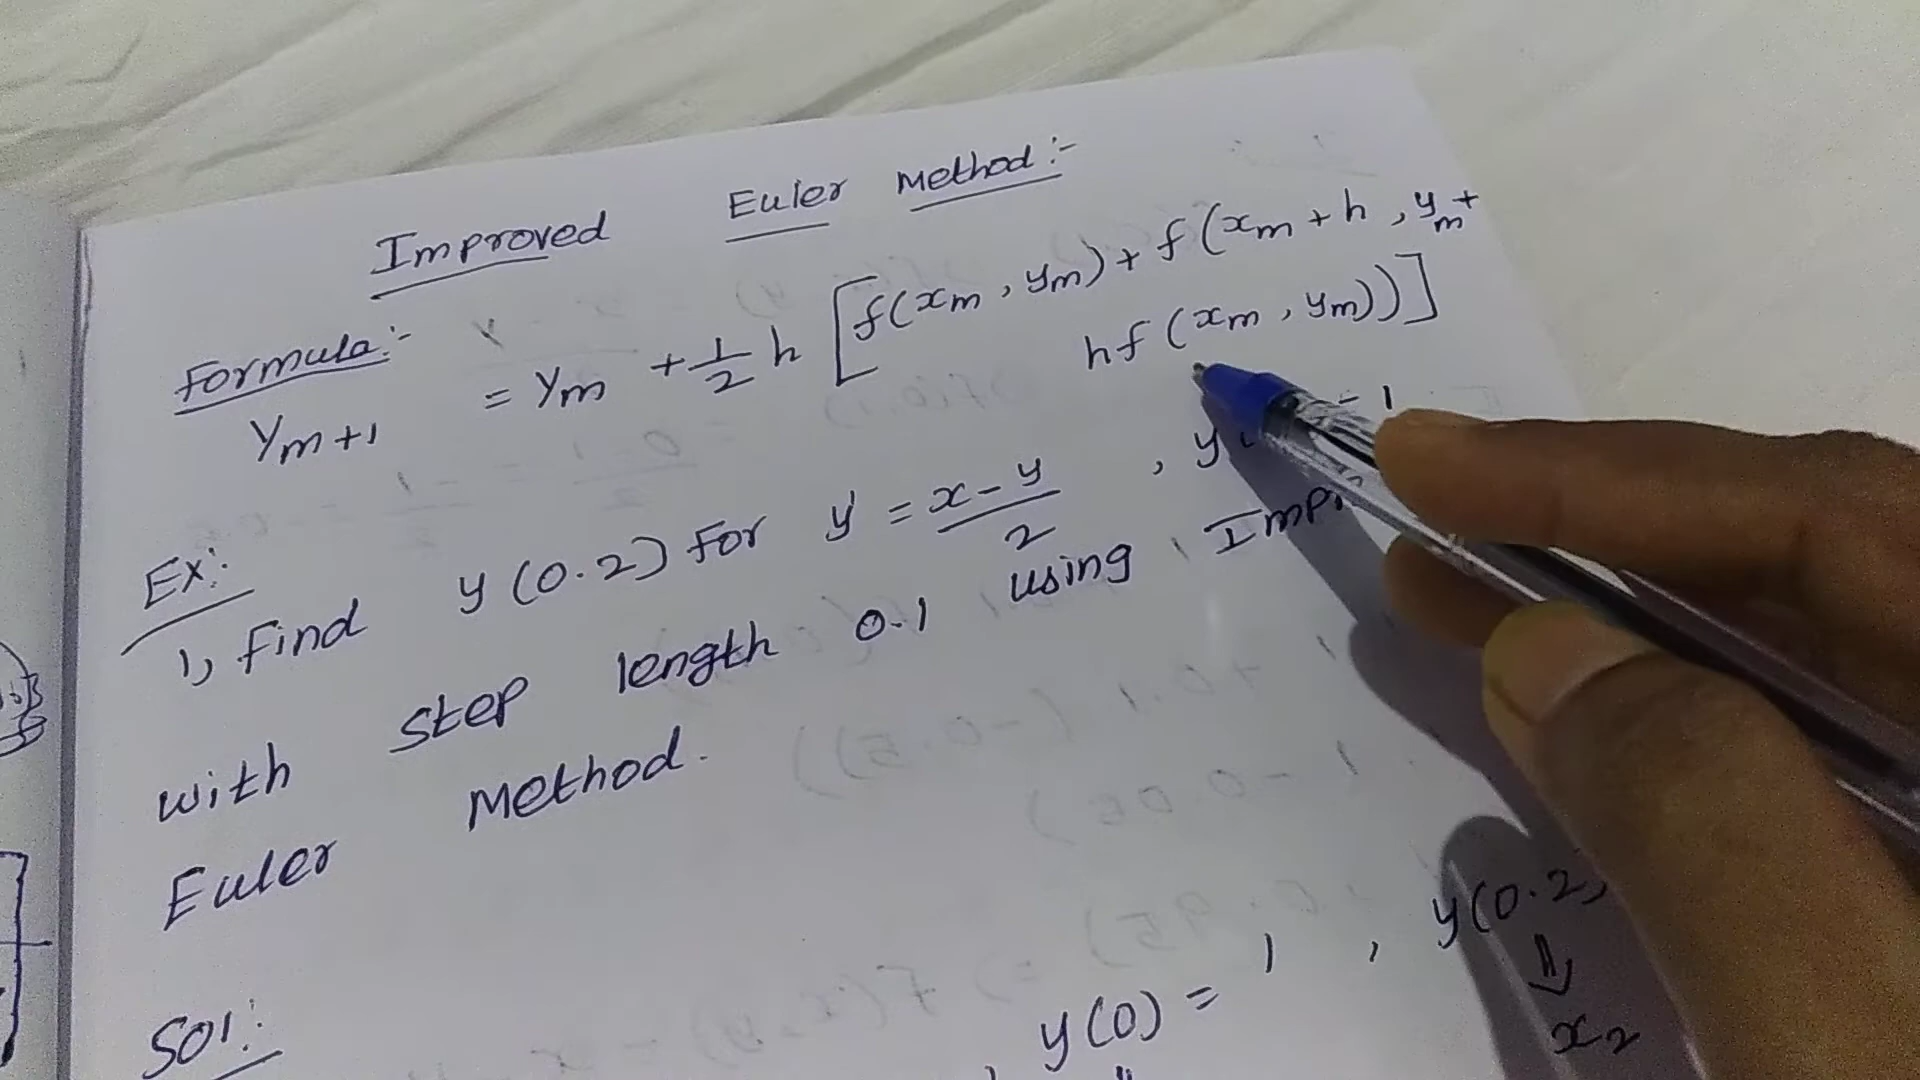 Improved Euler Method:-
Formula:-
Ym+1 = Ym + 1/2 h [f(xm, ym) + f(xm + h, ym +
hf(xm, ym))]
Ex:
1, Find y(0.2) For y' = x-y/2 , y
with step length 0.1 using
Euler Method.
Sol: y(0) = 1 , y(0.2)
⇓
x2